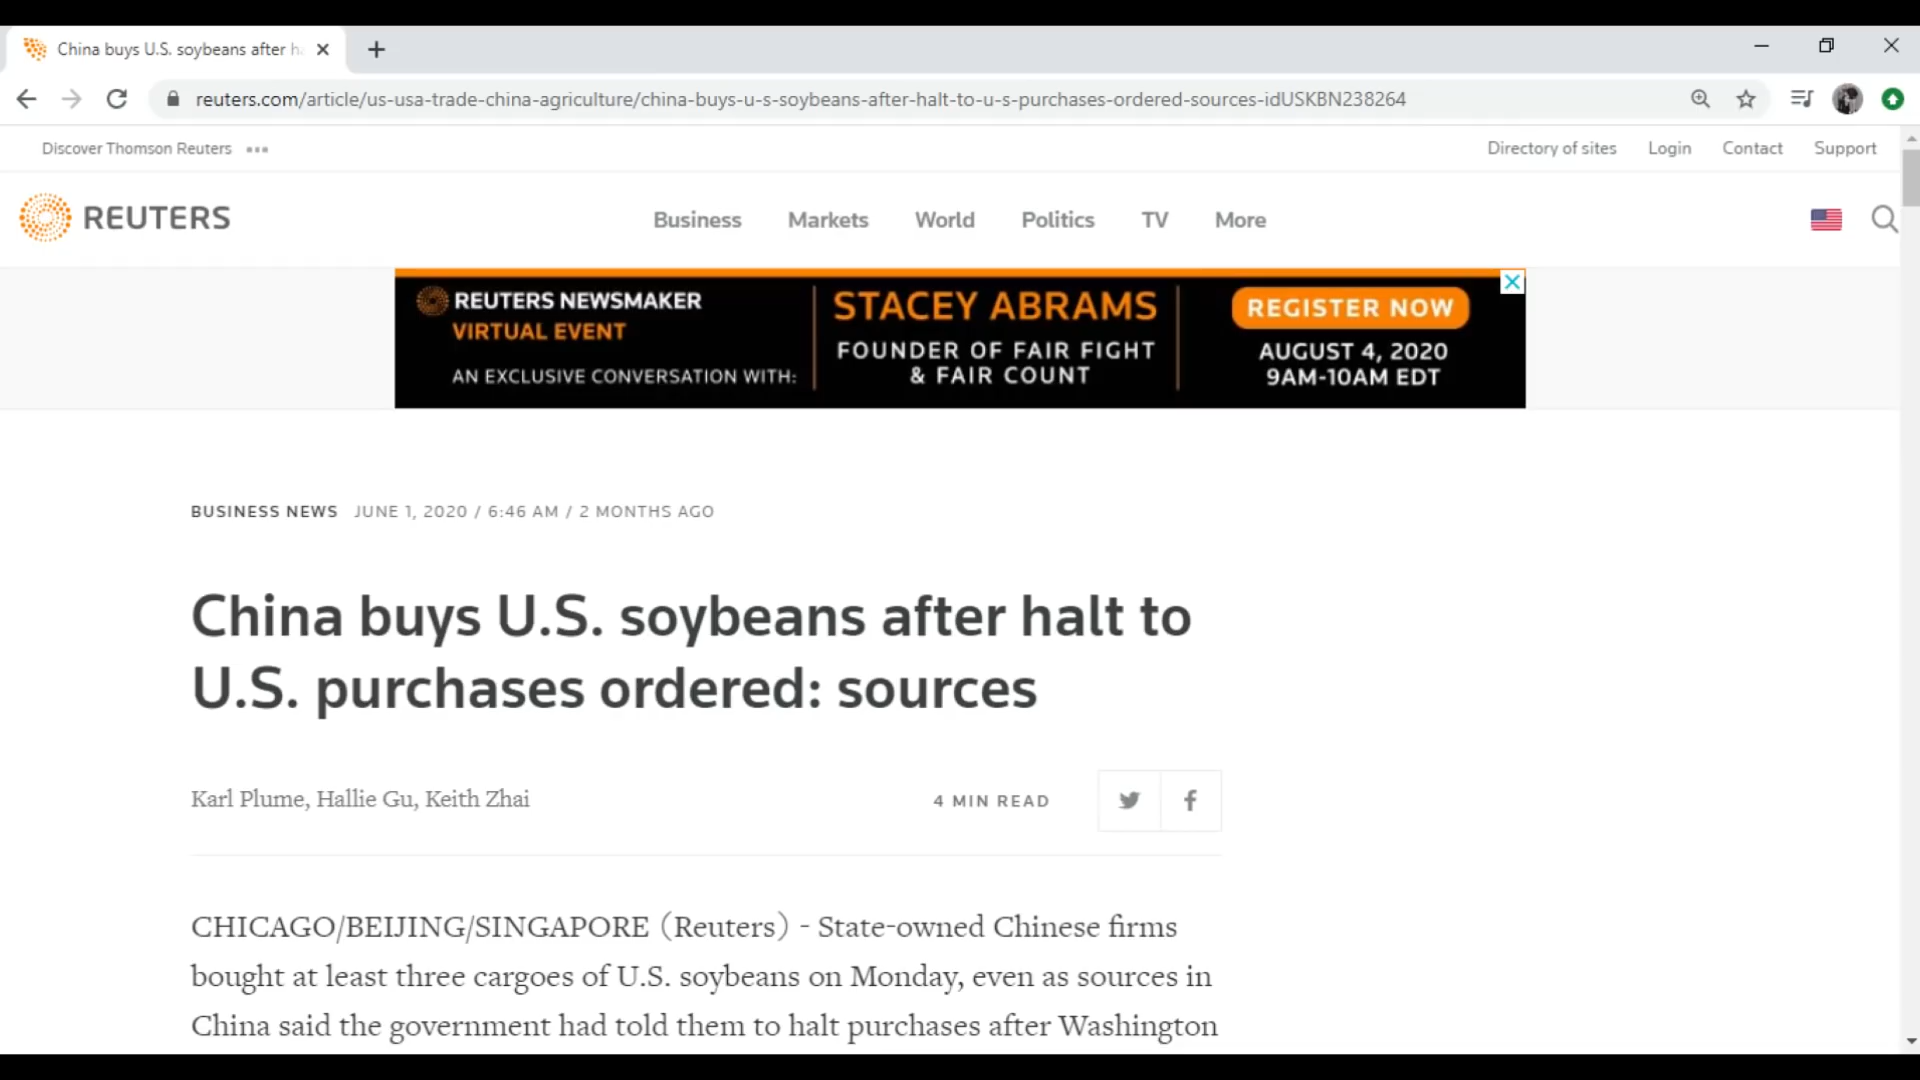 China buys U.S. soybeans after h
reuters.com/article/us-usa-trade-china-agriculture/china-buys-u-s-soybeans-after-halt-to-u-s-purchases-ordered-sources-idUSKBN238264
Discover Thomson Reuters
Directory of sites Login Contact Support
REUTERS
Business Markets World Politics TV More
REUTERS NEWSMAKER
VIRTUAL EVENT
AN EXCLUSIVE CONVERSATION WITH:
STACEY ABRAMS
FOUNDER OF FAIR FIGHT
& FAIR COUNT
REGISTER NOW
AUGUST 4, 2020
9AM-10AM EDT
BUSINESS NEWS JUNE 1, 2020 / 6:46 AM / 2 MONTHS AGO
China buys U.S. soybeans after halt to
U.S. purchases ordered: sources
Karl Plume, Hallie Gu, Keith Zhai
4 MIN READ
CHICAGO/BEIJING/SINGAPORE (Reuters) - State-owned Chinese firms
bought at least three cargoes of U.S. soybeans on Monday, even as sources in
China said the government had told them to halt purchases after Washington